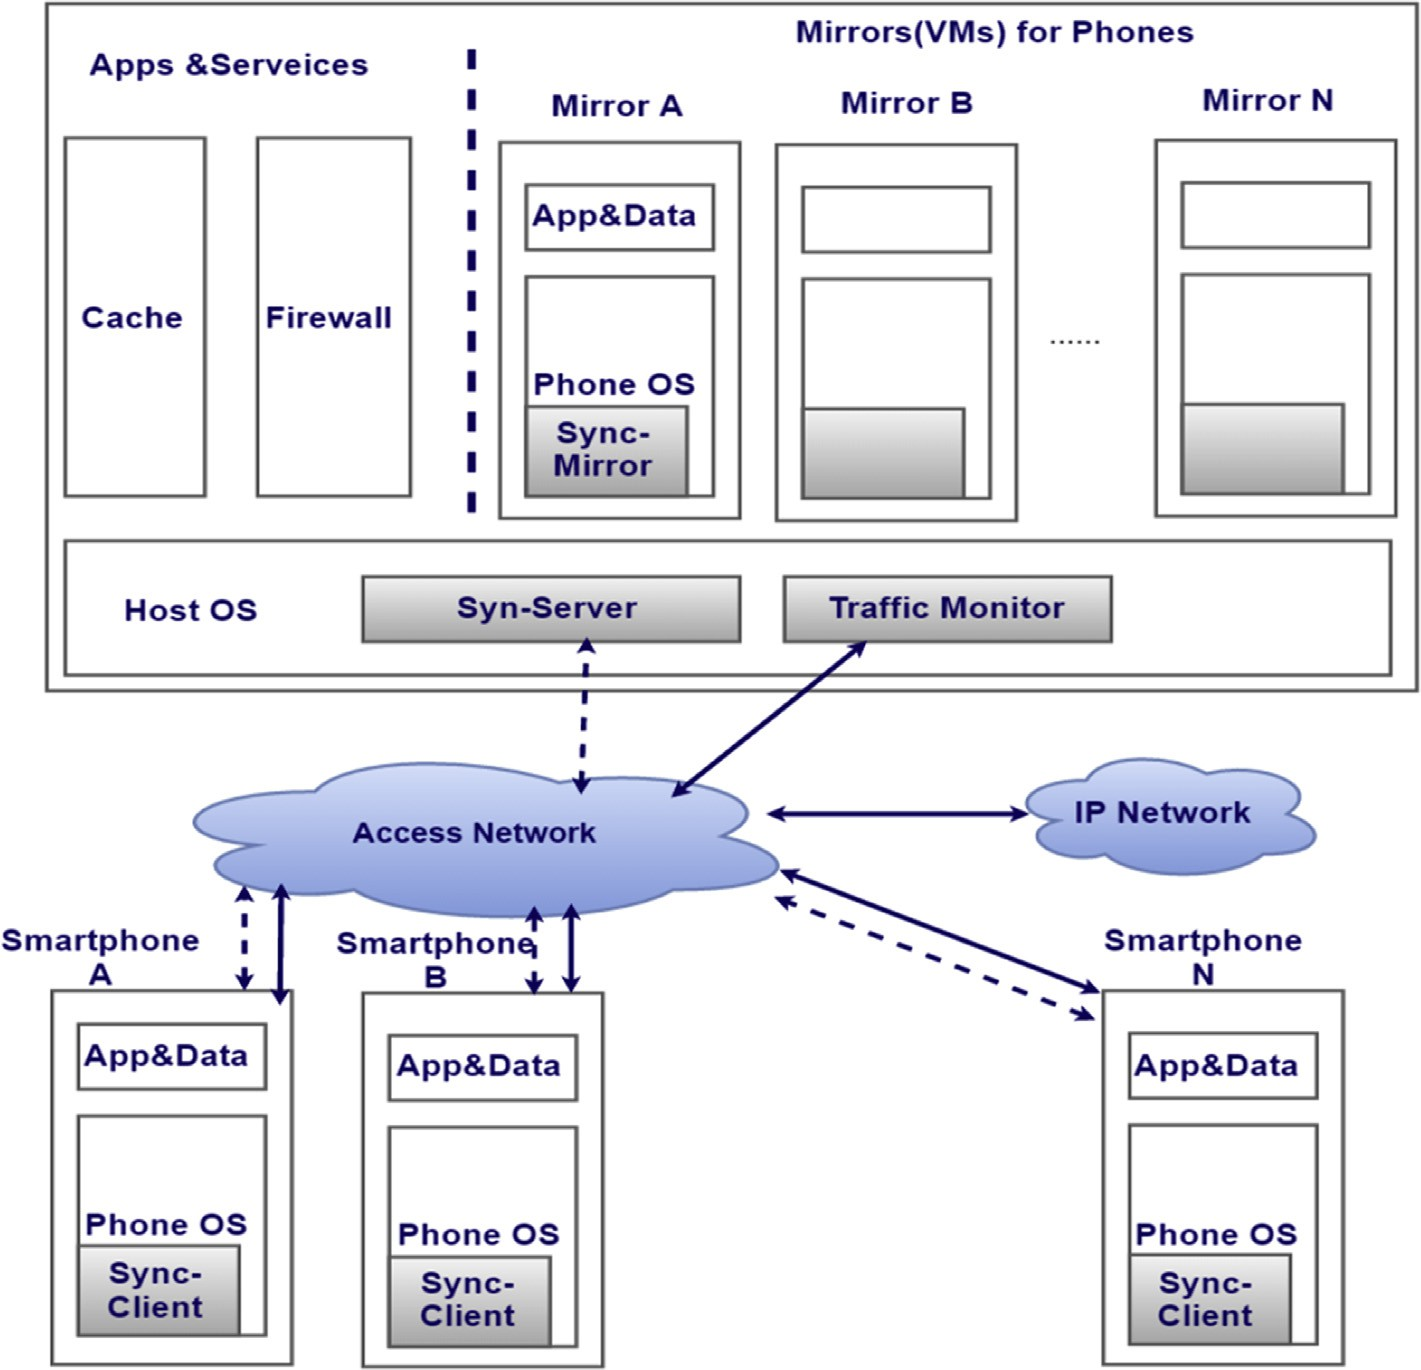 Mirrors(VMs) for Phones
Apps &Serveices
Mirror A
Mirror B
Mirror N
App&Data
Cache
Firewall
......
Phone OS
Sync-
Mirror
Host OS
Syn-Server
Traffic Monitor
Access Network
IP Network
Smartphone
A
Smartphone
B
Smartphone
N
App&Data
App&Data
App&Data
Phone OS
Phone OS
Phone OS
Sync-
Client
Sync-
Client
Sync-
Client